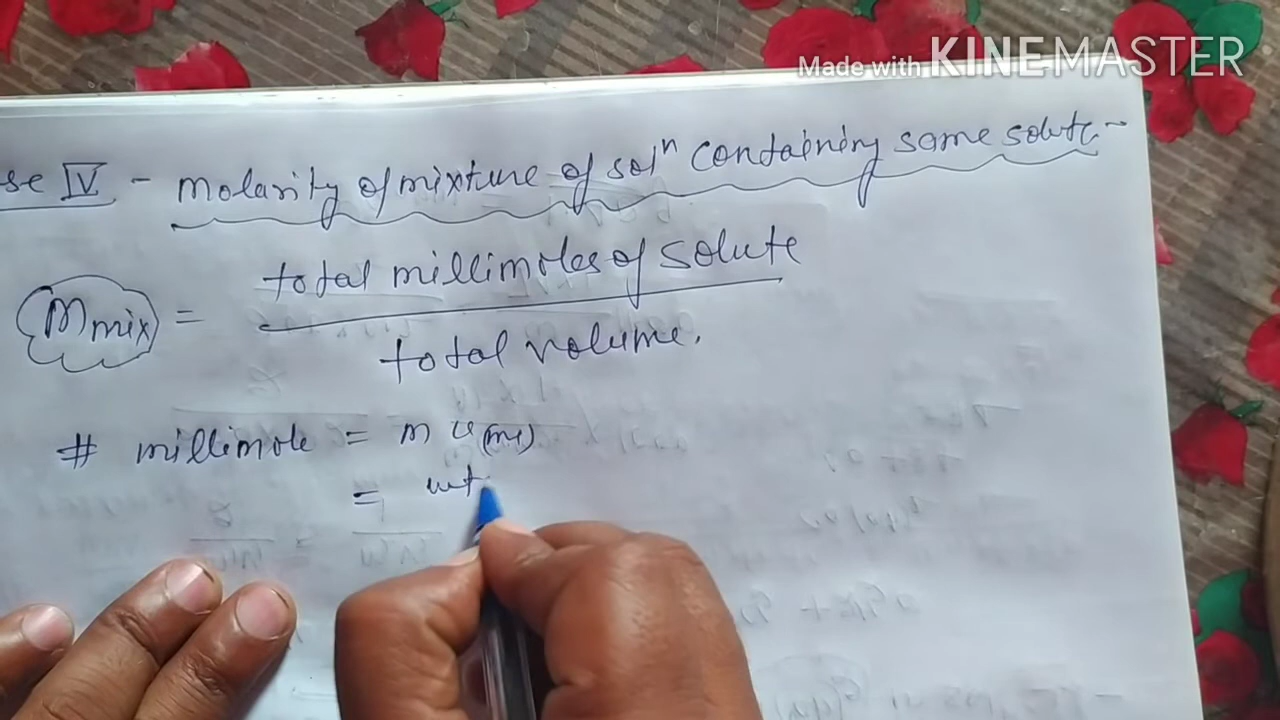 Made with KINEMASTER
se IV - molarity of mixture of solⁿ containing same solute-
M mix = total millimoles of solute
total volume.
# millimole = M V (ml)
= wt